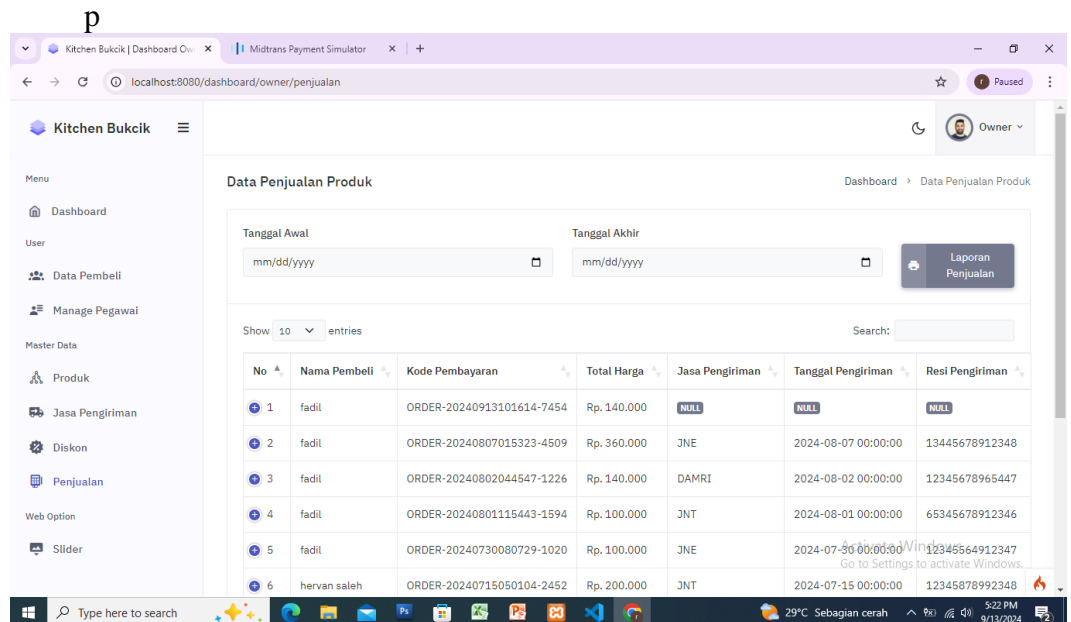 p
Kitchen Bukcik | Dashboard Ow
Midtrans Payment Simulator
localhost:8080/dashboard/owner/penjualan
r Paused
Kitchen Bukcik
Owner
Menu
Dashboard
User
Data Pembeli
Manage Pegawai
Master Data
Produk
Jasa Pengiriman
Diskon
Penjualan
Web Option
Slider
Data Penjualan Produk
Dashboard > Data Penjualan Produk
Tanggal Awal
mm/dd/yyyy
Tanggal Akhir
mm/dd/yyyy
Laporan
Penjualan
Show 10 entries
Search:
No Nama Pembeli Kode Pembayaran Total Harga Jasa Pengiriman Tanggal Pengiriman Resi Pengiriman
1 fadil ORDER-20240913101614-7454 Rp. 140.000 NULL NULL NULL
2 fadil ORDER-20240807015323-4509 Rp. 360.000 JNE 2024-08-07 00:00:00 13445678912348
3 fadil ORDER-20240802044547-1226 Rp. 140.000 DAMRI 2024-08-02 00:00:00 12345678965447
4 fadil ORDER-20240801115443-1594 Rp. 100.000 JNT 2024-08-01 00:00:00 65345678912346
5 fadil ORDER-20240730080729-1020 Rp. 100.000 JNE 2024-07-30 00:00:00 12345564912347
6 hervan saleh ORDER-20240715050104-2452 Rp. 200.000 JNT 2024-07-15 00:00:00 12345878992348
Activate Windows
Go to Settings to activate Windows.
Type here to search
Ps
29°C Sebagian cerah
5:22 PM
9/13/2024
2